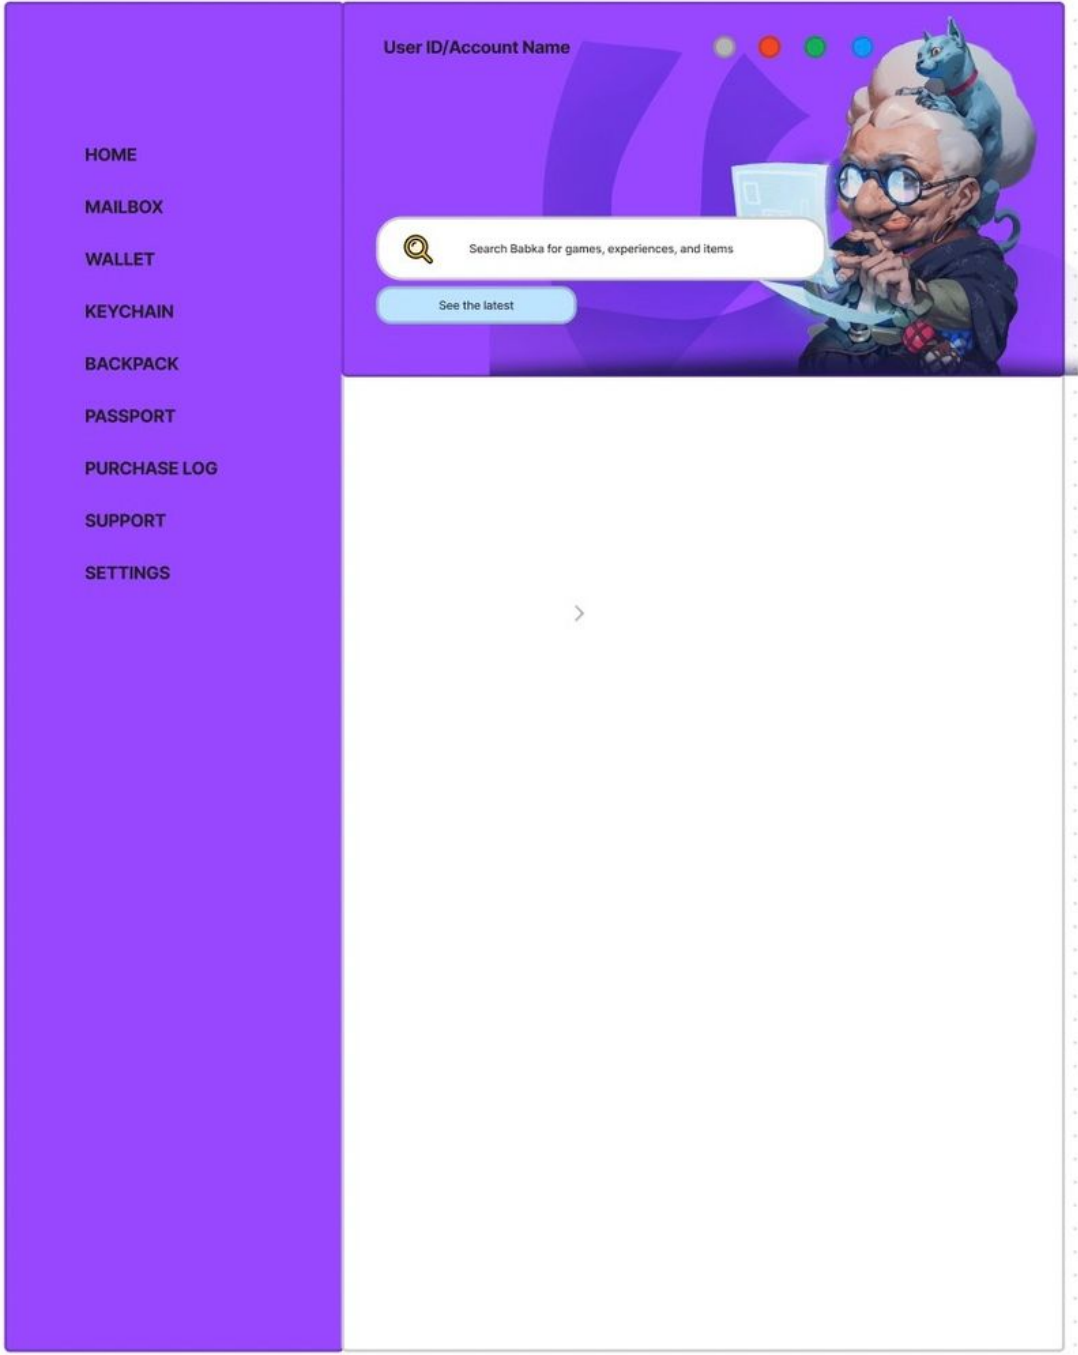 HOME
MAILBOX
WALLET
KEYCHAIN
BACKPACK
PASSPORT
PURCHASE LOG
SUPPORT
SETTINGS
User ID/Account Name
Search Babka for games, experiences, and items
See the latest